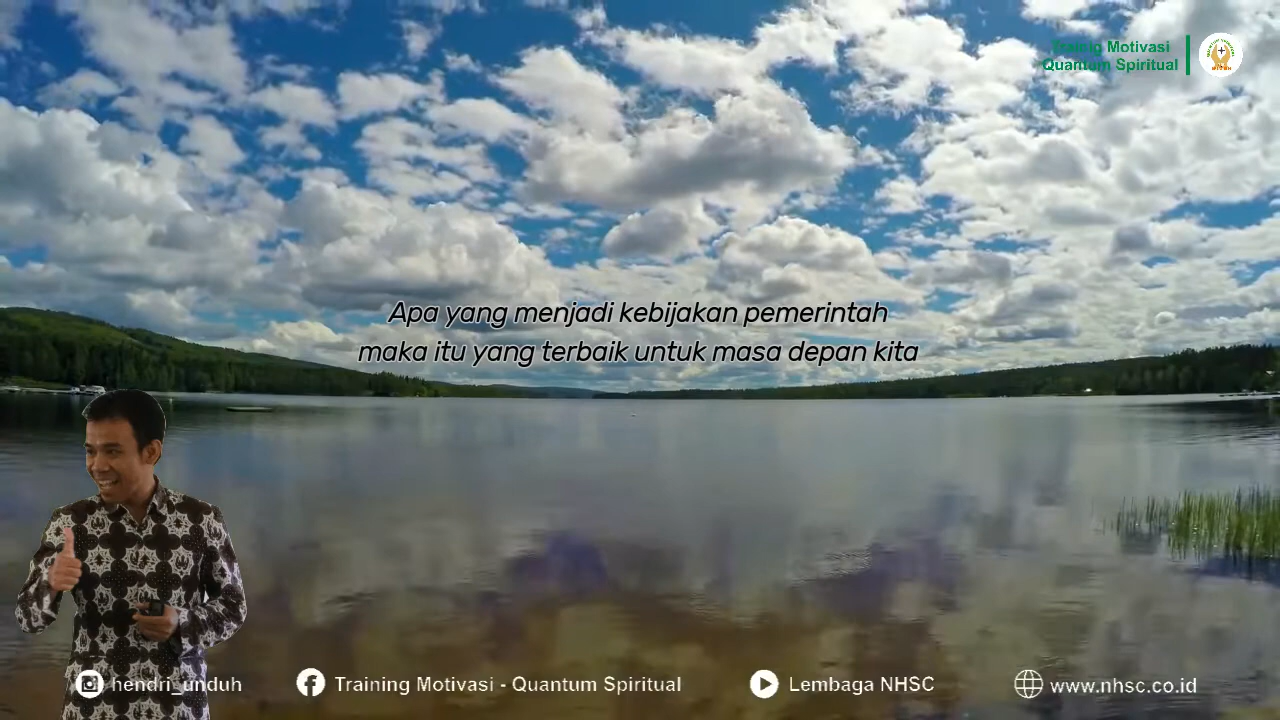 Training Motivasi
Quantum Spiritual
Apa yang menjadi kebijakan pemerintah
maka itu yang terbaik untuk masa depan kita
hendri_unduh
Training Motivasi - Quantum Spiritual
Lembaga NHSC
www.nhsc.co.id